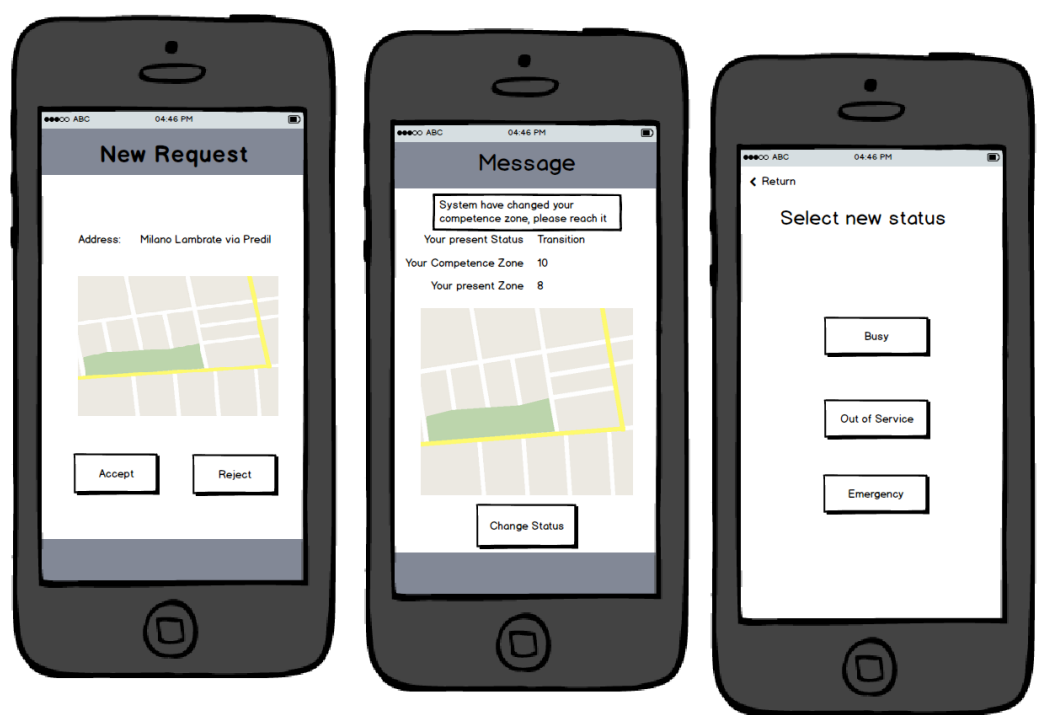 ABC 04:46 PM
New Request
Address: Milano Lambrate via Predil
Accept Reject
ABC 04:46 PM
Message
System have changed your
competence zone, please reach it
Your present Status Transition
Your Competence Zone 10
Your present Zone 8
Change Status
ABC 04:46 PM
Return
Select new status
Busy
Out of Service
Emergency